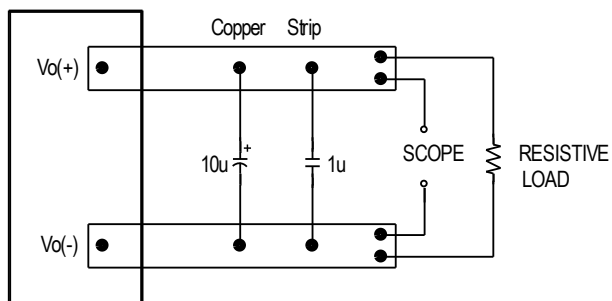 Copper Strip
Vo(+)
+
10u
1u
SCOPE
RESISTIVE
LOAD
Vo(-)